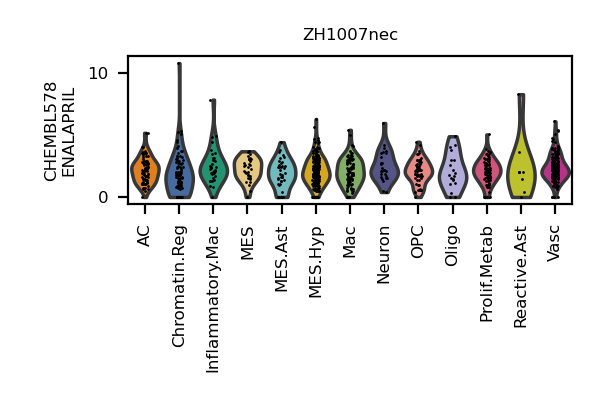 ZH1007nec
CHEMBL578
ENALAPRIL
10
0
AC
Chromatin.Reg
Inflammatory.Mac
MES
MES.Ast
MES.Hyp
Mac
Neuron
OPC
Oligo
Prolif.Metab
Reactive.Ast
Vasc